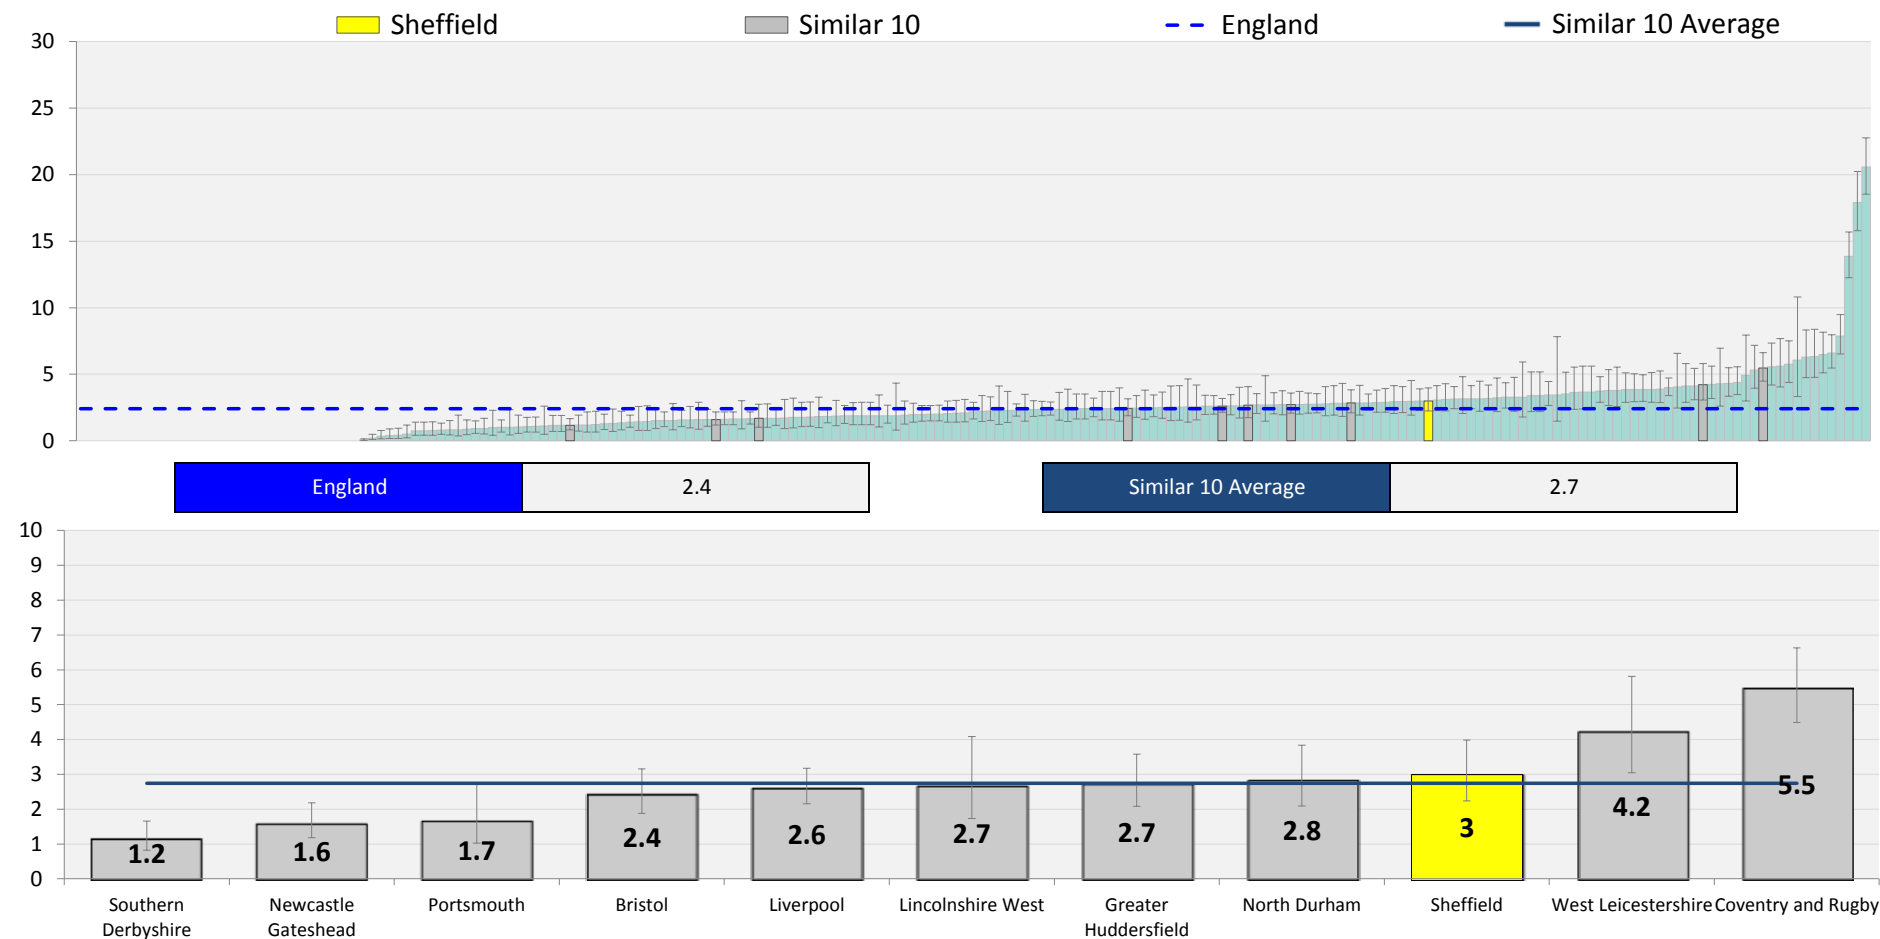 Sheffield
Similar 10
England
Similar 10 Average
30
25
20
15
10
5
0
England
2.4
Similar 10 Average
2.7
10
9
8
7
6
5
4
3
2
1
0
1.2
1.6
1.7
2.4
2.6
2.7
2.7
2.8
3
4.2
5.5
Southern
Derbyshire
Newcastle
Gateshead
Portsmouth
Bristol
Liverpool
Lincolnshire West
Greater
Huddersfield
North Durham
Sheffield
West Leicestershire
Coventry and Rugby